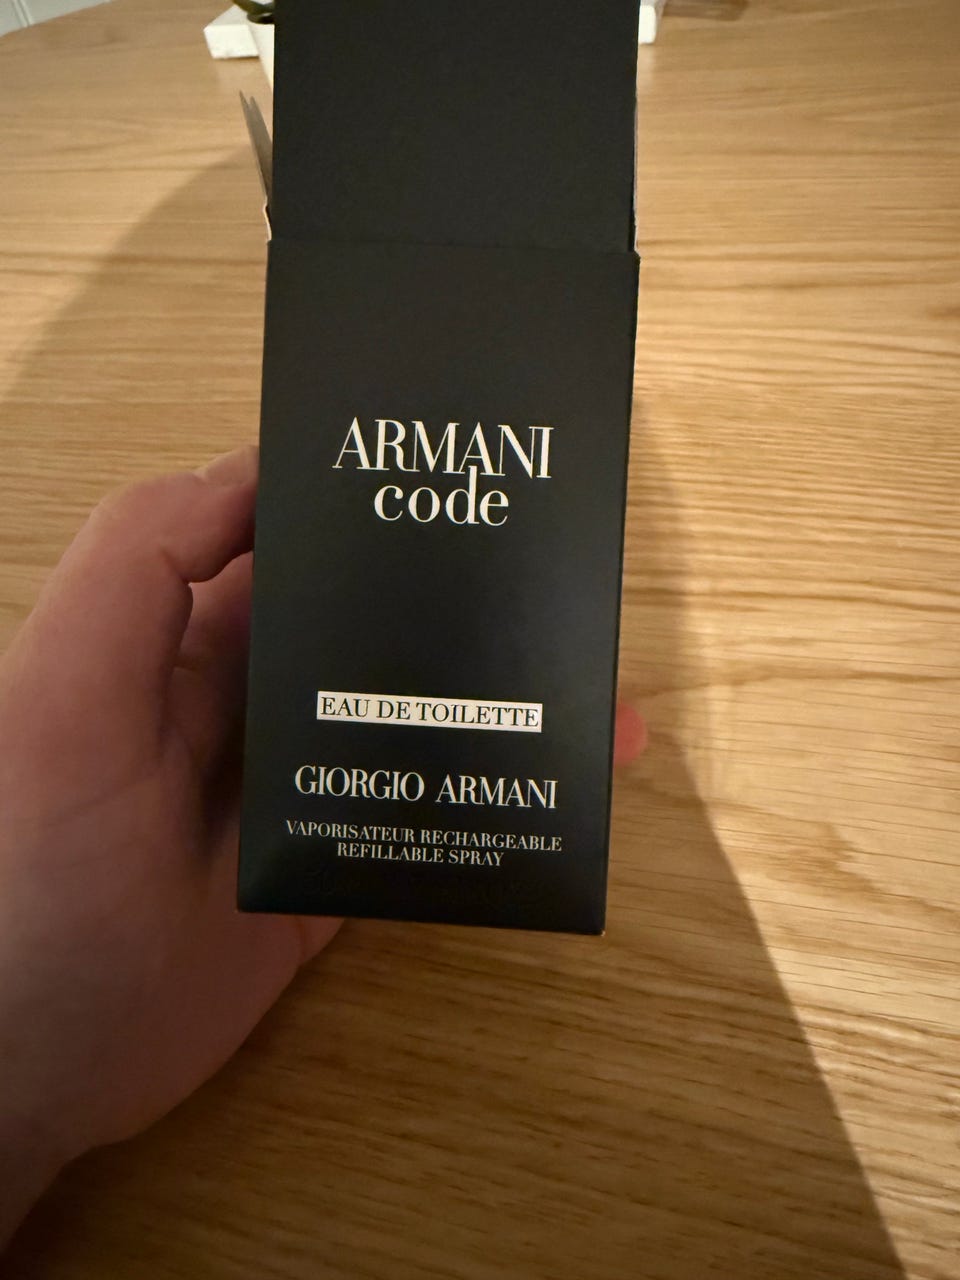 ARMANI
code
EAU DE TOILETTE
GIORGIO ARMANI
VAPORISATEUR RECHARGEABLE
REFILLABLE SPRAY